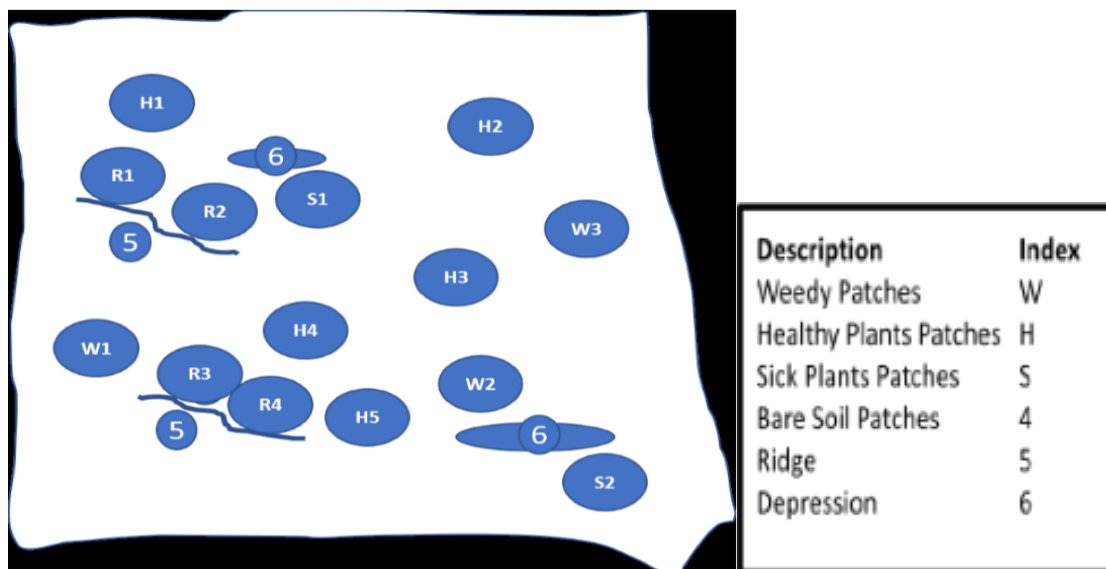 H1
H2
6
R1
S1
R2
W3
5
H3
H4
W1
R3
W2
R4
H5
5
6
S2
Description Index
Weedy Patches W
Healthy Plants Patches H
Sick Plants Patches S
Bare Soil Patches 4
Ridge 5
Depression 6